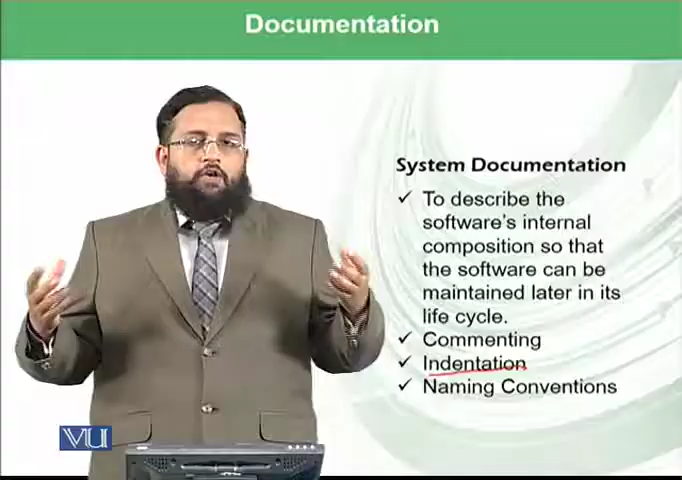 Documentation
System Documentation
✓ To describe the
software's internal
composition so that
the software can be
maintained later in its
life cycle.
✓ Commenting
✓ Indentation
✓ Naming Conventions
VU